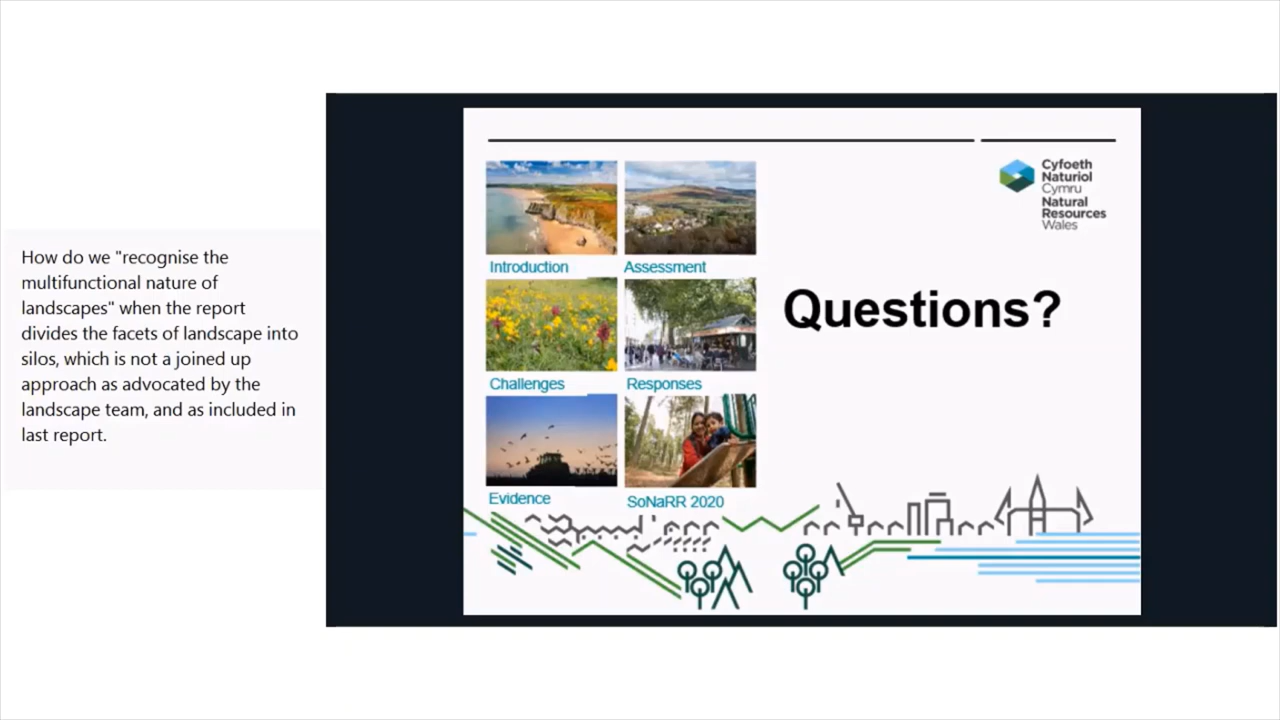 How do we "recognise the
multifunctional nature of
landscapes" when the report
divides the facets of landscape into
silos, which is not a joined up
approach as advocated by the
landscape team, and as included in
last report.
Cyfoeth
Naturiol
Cymru
Natural
Resources
Wales
Introduction
Assessment
Questions?
Challenges
Responses
Evidence
SoNaRR 2020